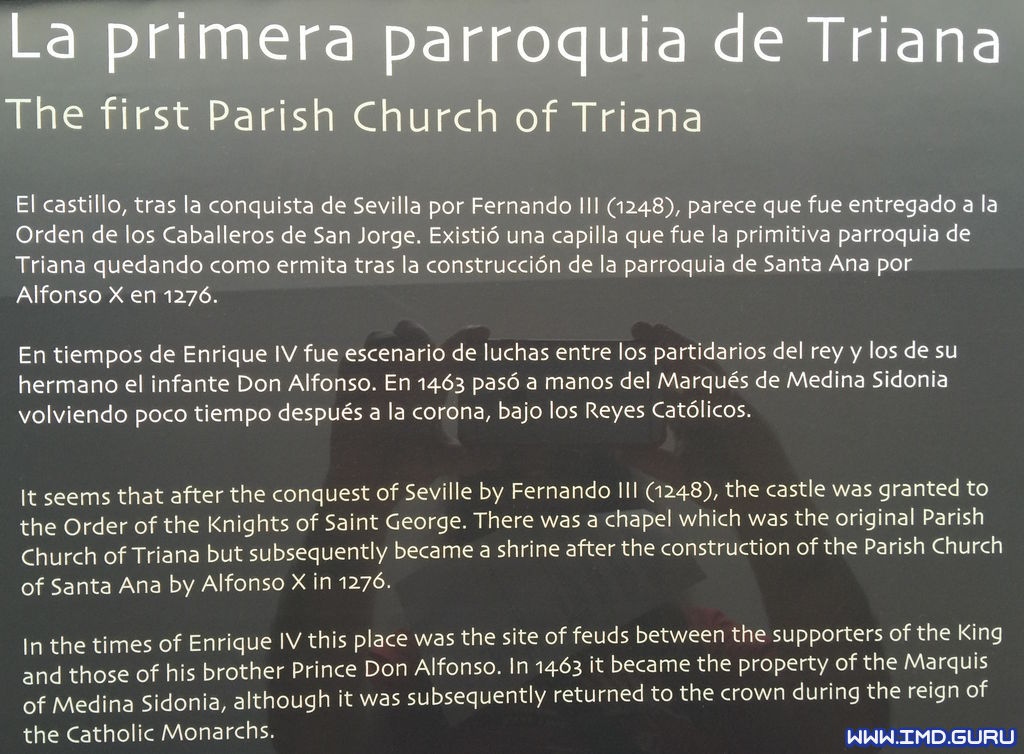 La primera parroquia de Triana
The first Parish Church of Triana
El castillo, tras la conquista de Sevilla por Fernando III (1248), parece que fue entregado a la
Orden de los Caballeros de San Jorge. Existió una capilla que fue la primitiva parroquia de
Triana quedando como ermita tras la construcción de la parroquia de Santa Ana por
Alfonso X en 1276.
En tiempos de Enrique IV fue escenario de luchas entre los partidarios del rey y los de su
hermano el infante Don Alfonso. En 1463 pasó a manos del Marqués de Medina Sidonia
volviendo poco tiempo después a la corona, bajo los Reyes Católicos.
It seems that after the conquest of Seville by Fernando III (1248), the castle was granted to
the Order of the Knights of Saint George. There was a chapel which was the original Parish
Church of Triana but subsequently became a shrine after the construction of the Parish Church
of Santa Ana by Alfonso X in 1276.
In the times of Enrique IV this place was the site of feuds between the supporters of the King
and those of his brother Prince Don Alfonso. In 1463 it became the property of the Marquis
of Medina Sidonia, although it was subsequently returned to the crown during the reign of
the Catholic Monarchs.
WWW.IMD.GURU